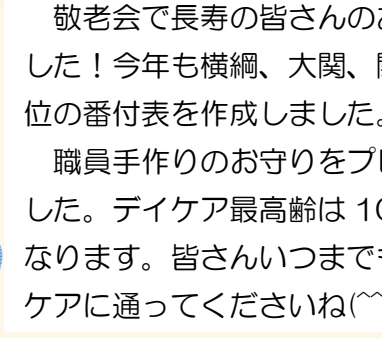 敬老会で長寿の皆さんの
した！今年も横綱、大関、
位の番付表を作成しました。
職員手作りのお守りをプ
した。デイケア最高齢は 10
なります。皆さんいつまで
ケアに通ってくださいね(^^